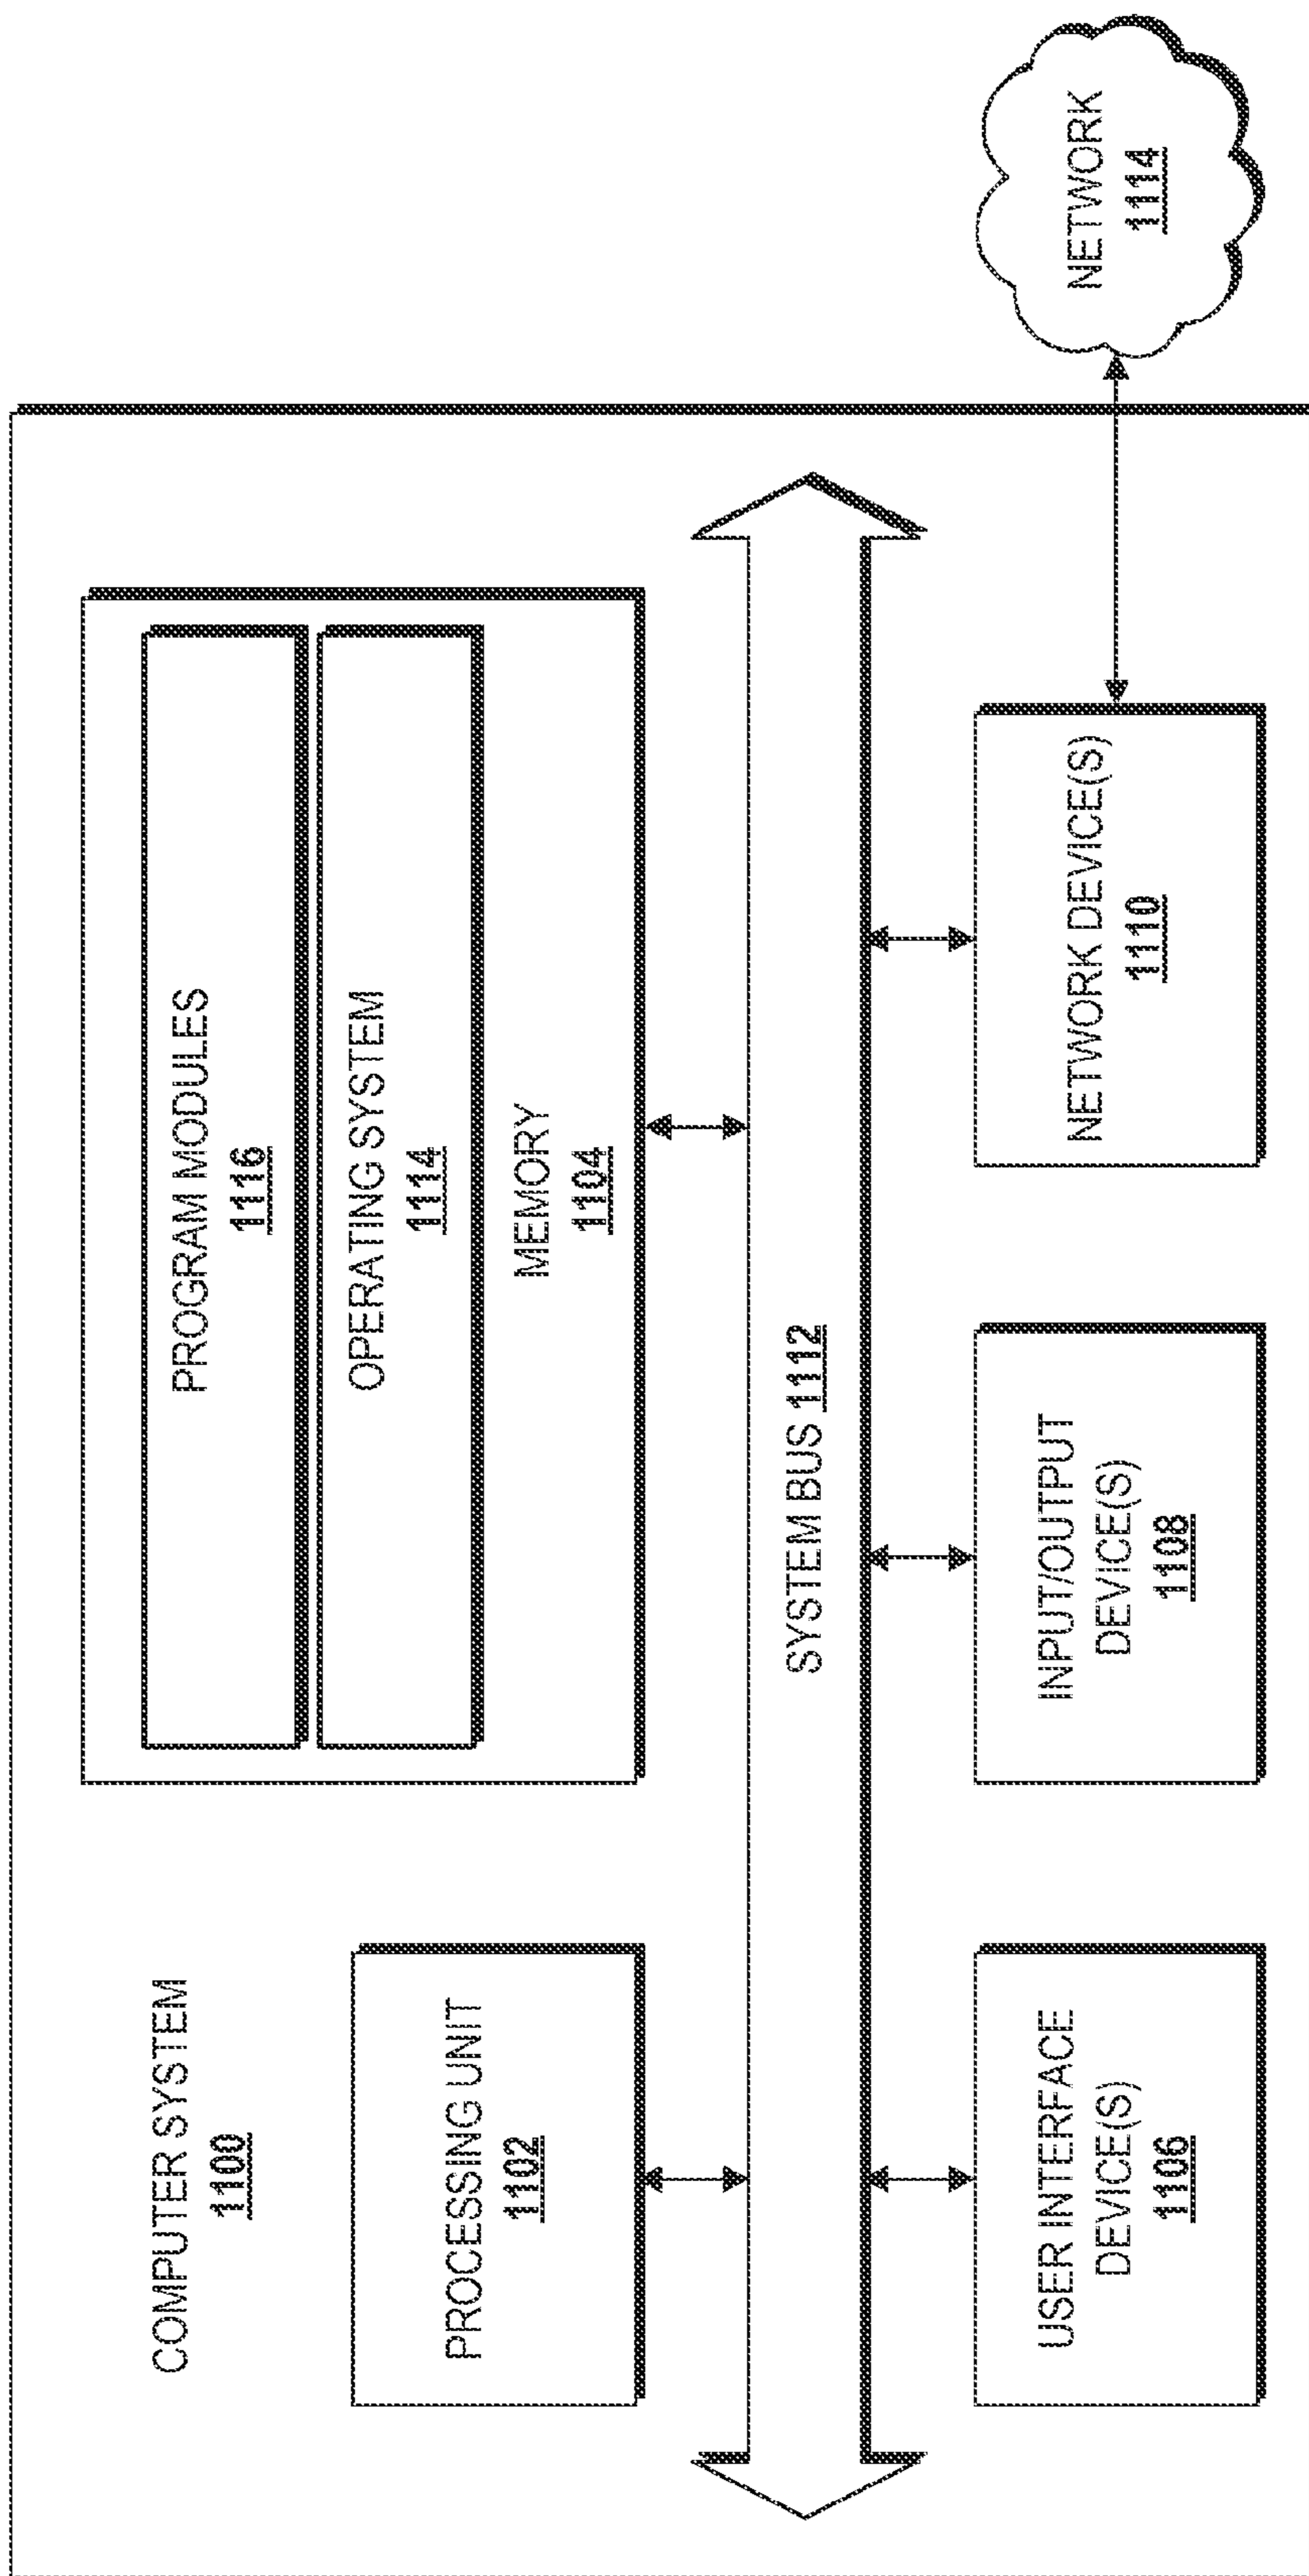 COMPUTER SYSTEM
1100
PROCESSING UNIT
1102
PROGRAM MODULES
1116
OPERATING SYSTEM
1114
MEMORY
1104
SYSTEM BUS 1112
USER INTERFACE
DEVICE(S)
1106
INPUT/OUTPUT
DEVICE(S)
1108
NETWORK DEVICE(S)
1110
NETWORK
1114